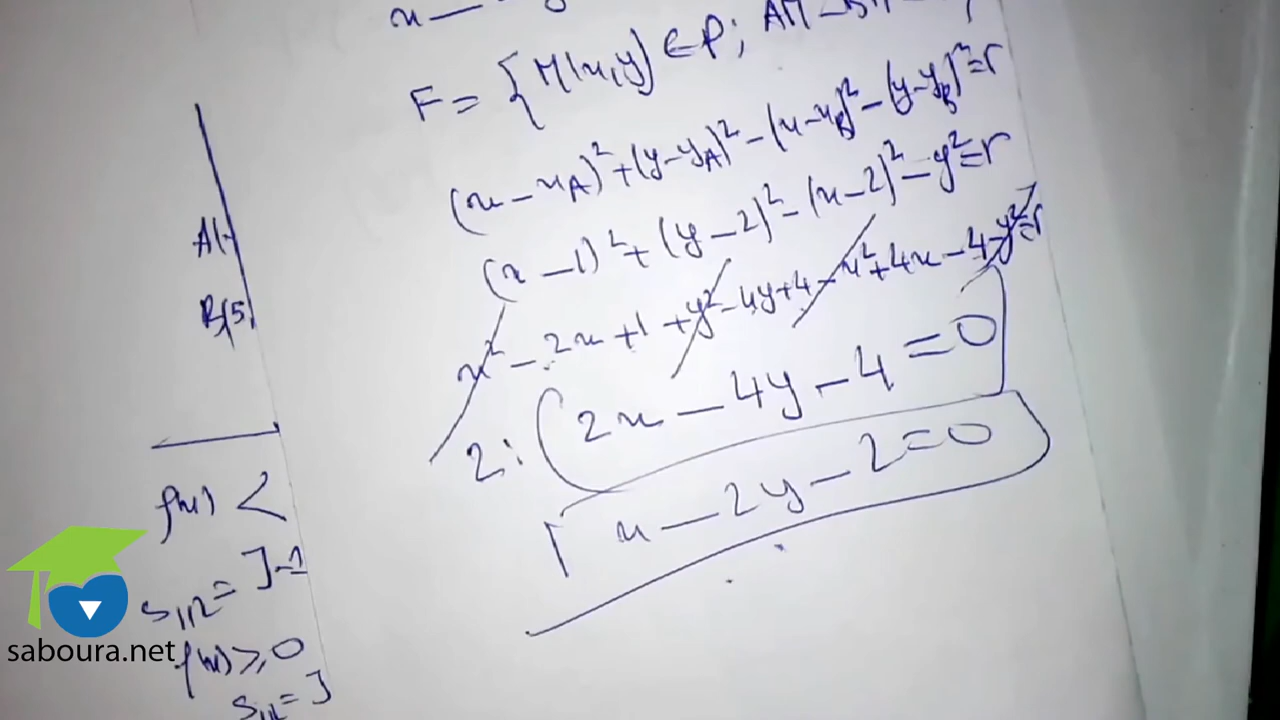 F = { M(x,y) ∈ P ;
(x - xA)² + (y - yA)² - (x - xB)² - (y - yB)² = r
(x - 1)² + (y - 2)² - (x - 2)² - y² = r
x² - 2x + 1 + y² - 4y + 4 - x² + 4x - 4 - y² = r
2: (2x - 4y - 4 = 0
x - 2y - 2 = 0
A(-
B(5
f(x) <
S_IR = ]-1
f(x) ≥ 0
S_IR = ]
saboura.net